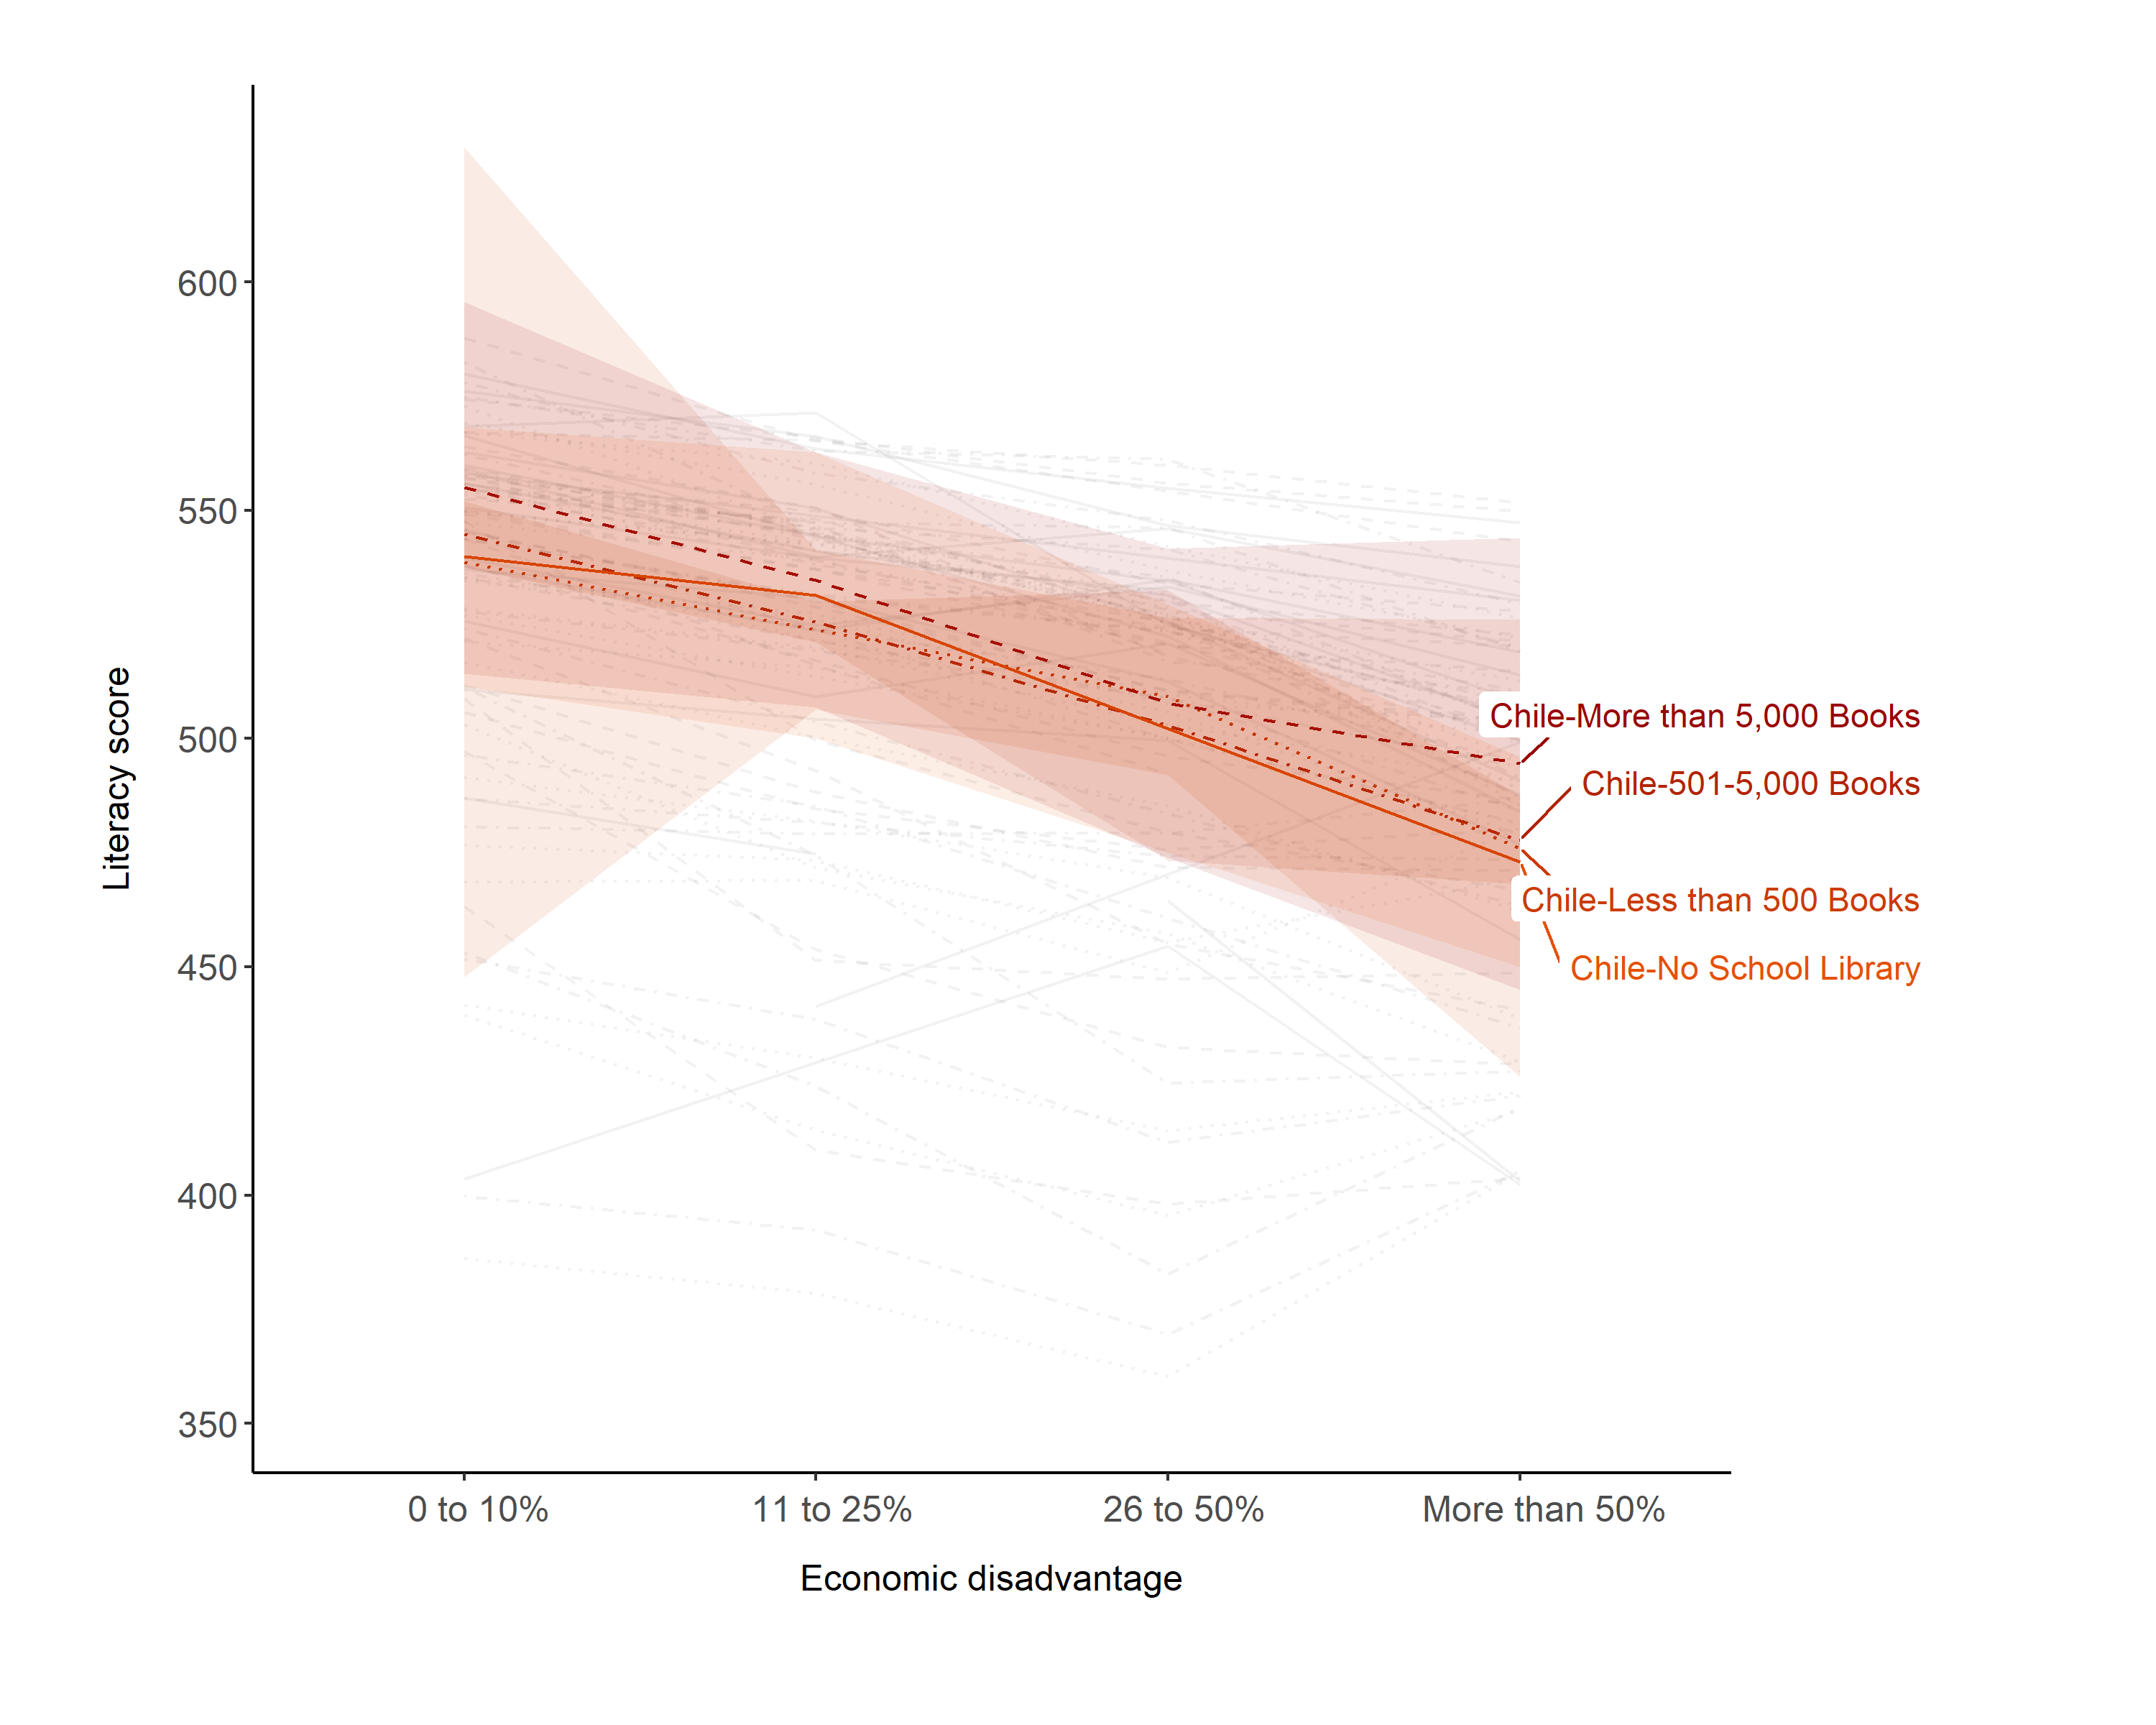 600
550
500
450
400
350
Literacy score
Chile-More than 5,000 Books
Chile-501-5,000 Books
Chile-Less than 500 Books
Chile-No School Library
0 to 10%
11 to 25%
26 to 50%
More than 50%
Economic disadvantage